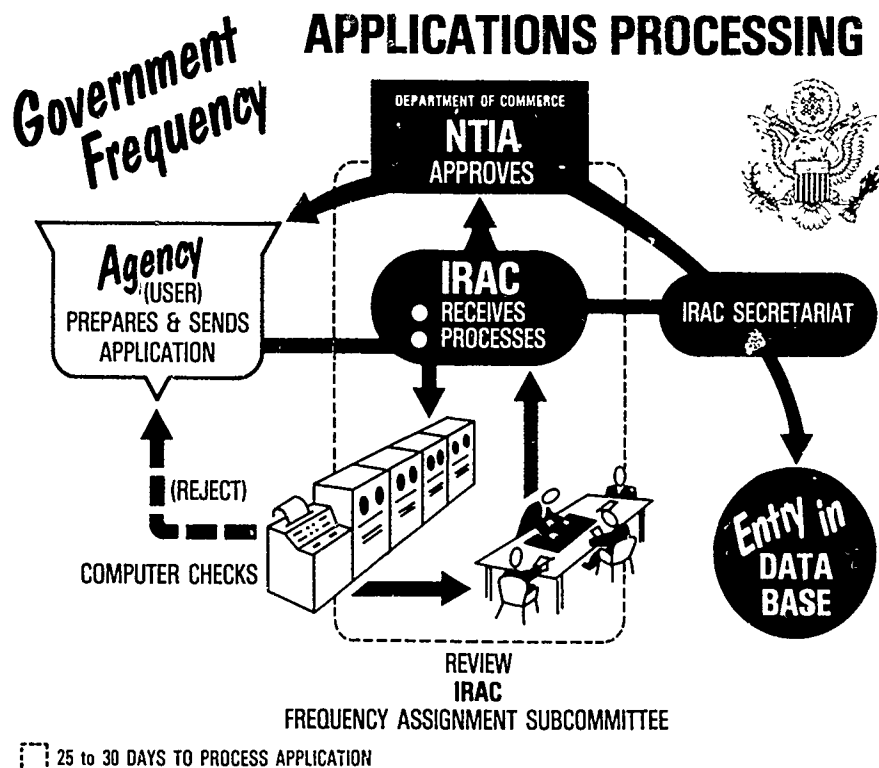 Government
Frequency
APPLICATIONS PROCESSING
DEPARTMENT OF COMMERCE
NTIA
APPROVES
Agency
(USER)
PREPARES & SENDS
APPLICATION
IRAC
● RECEIVES
● PROCESSES
IRAC SECRETARIAT
(REJECT)
COMPUTER CHECKS
Entry in
DATA
BASE
REVIEW
IRAC
FREQUENCY ASSIGNMENT SUBCOMMITTEE
25 to 30 DAYS TO PROCESS APPLICATION